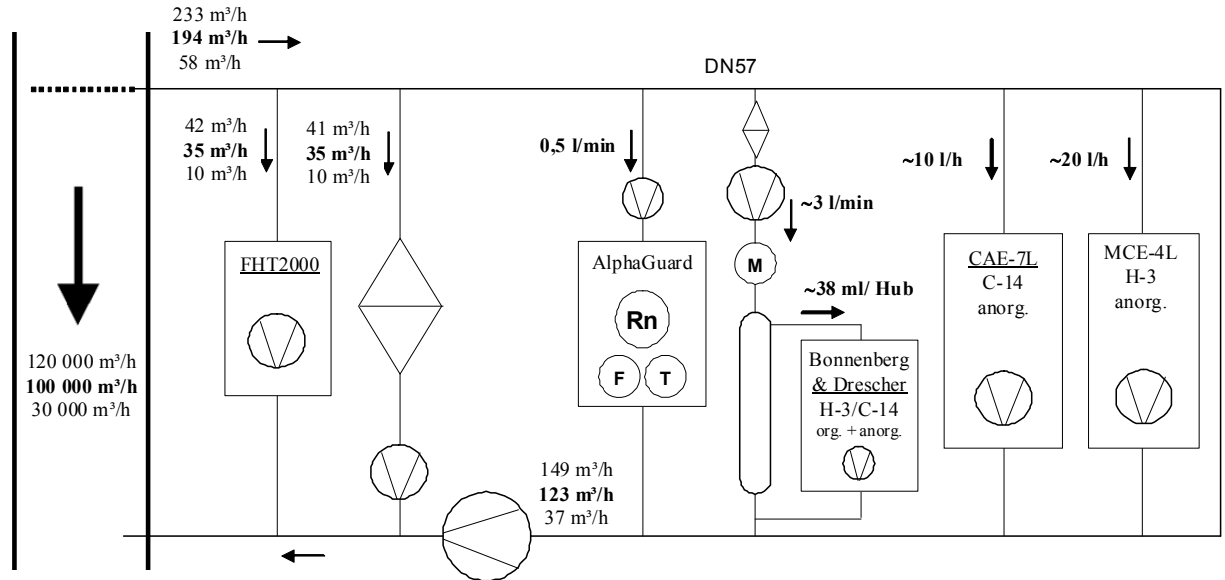 233 m³/h
194 m³/h
58 m³/h
DN57
42 m³/h
35 m³/h
10 m³/h
41 m³/h
35 m³/h
10 m³/h
0,5 l/min
~3 l/min
~10 l/h
~20 l/h
120 000 m³/h
100 000 m³/h
30 000 m³/h
FHT2000
AlphaGuard
Rn
F
T
M
~38 ml/ Hub
Bonnenberg
& Drescher
H-3/C-14
org. + anorg.
CAE-7L
C-14
anorg.
MCE-4L
H-3
anorg.
149 m³/h
123 m³/h
37 m³/h